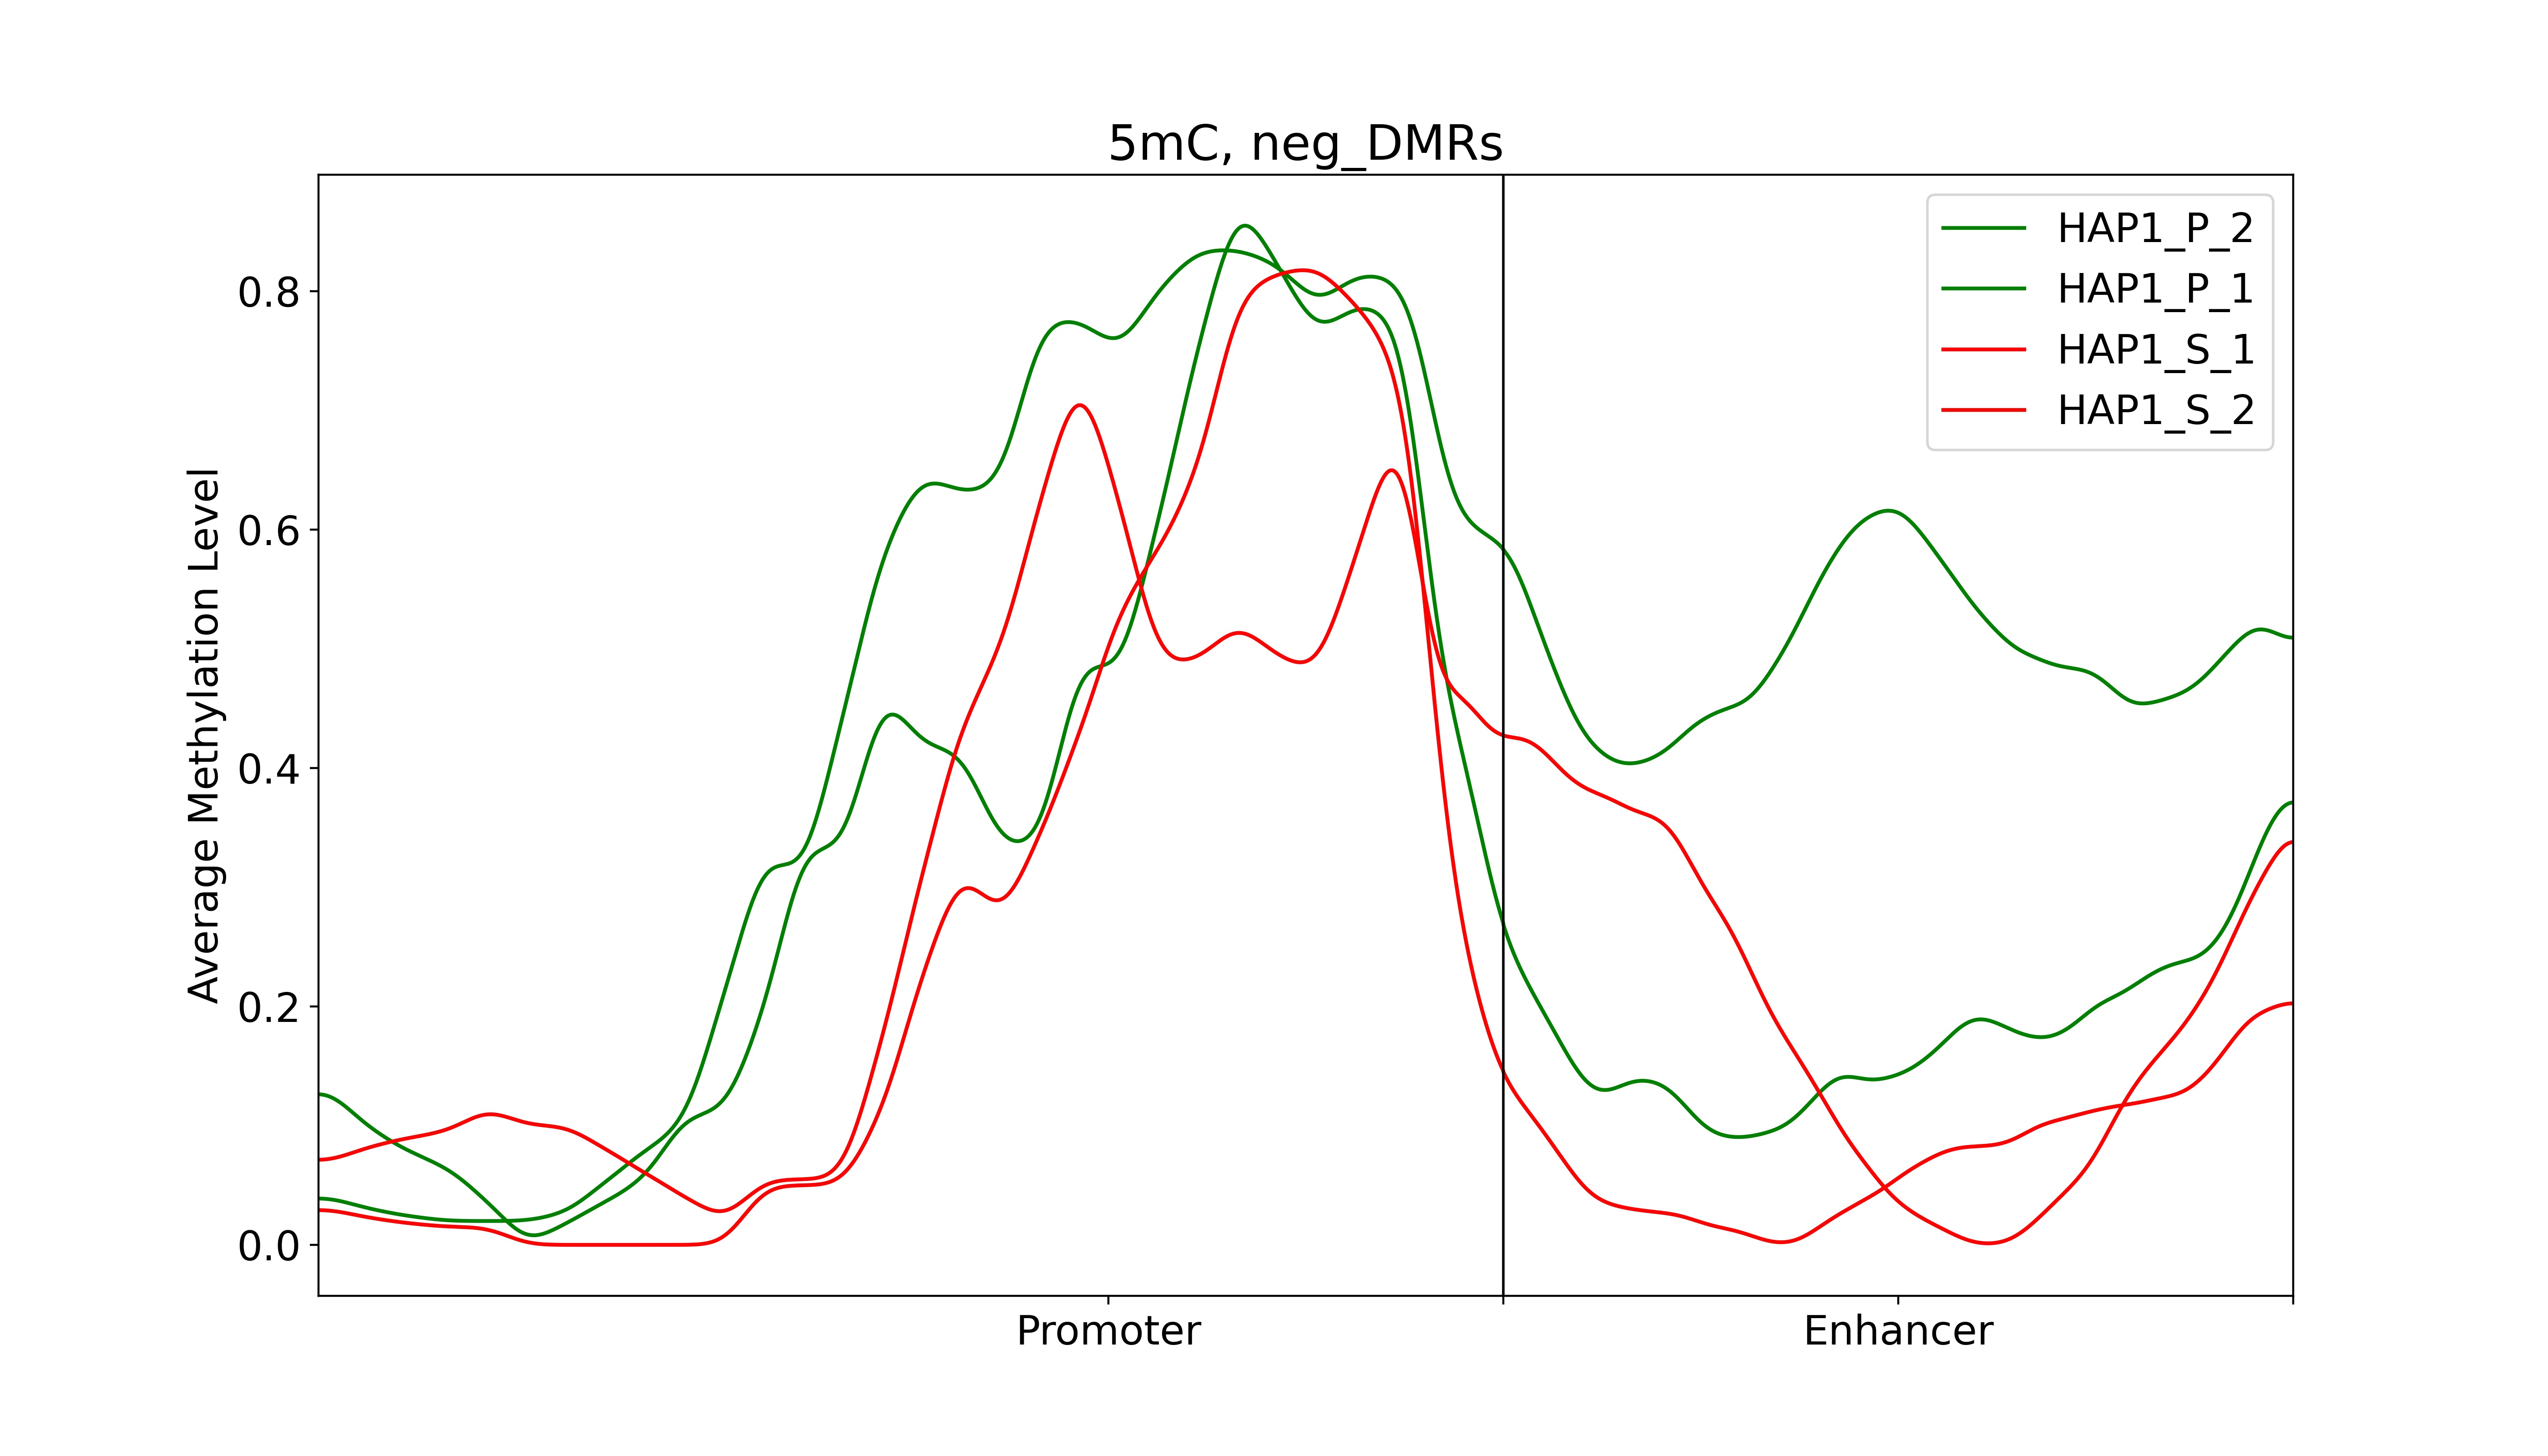 5mC, neg_DMRs
HAP1_P_2
HAP1_P_1
HAP1_S_1
HAP1_S_2
Average Methylation Level
0.8
0.6
0.4
0.2
0.0
Promoter
Enhancer